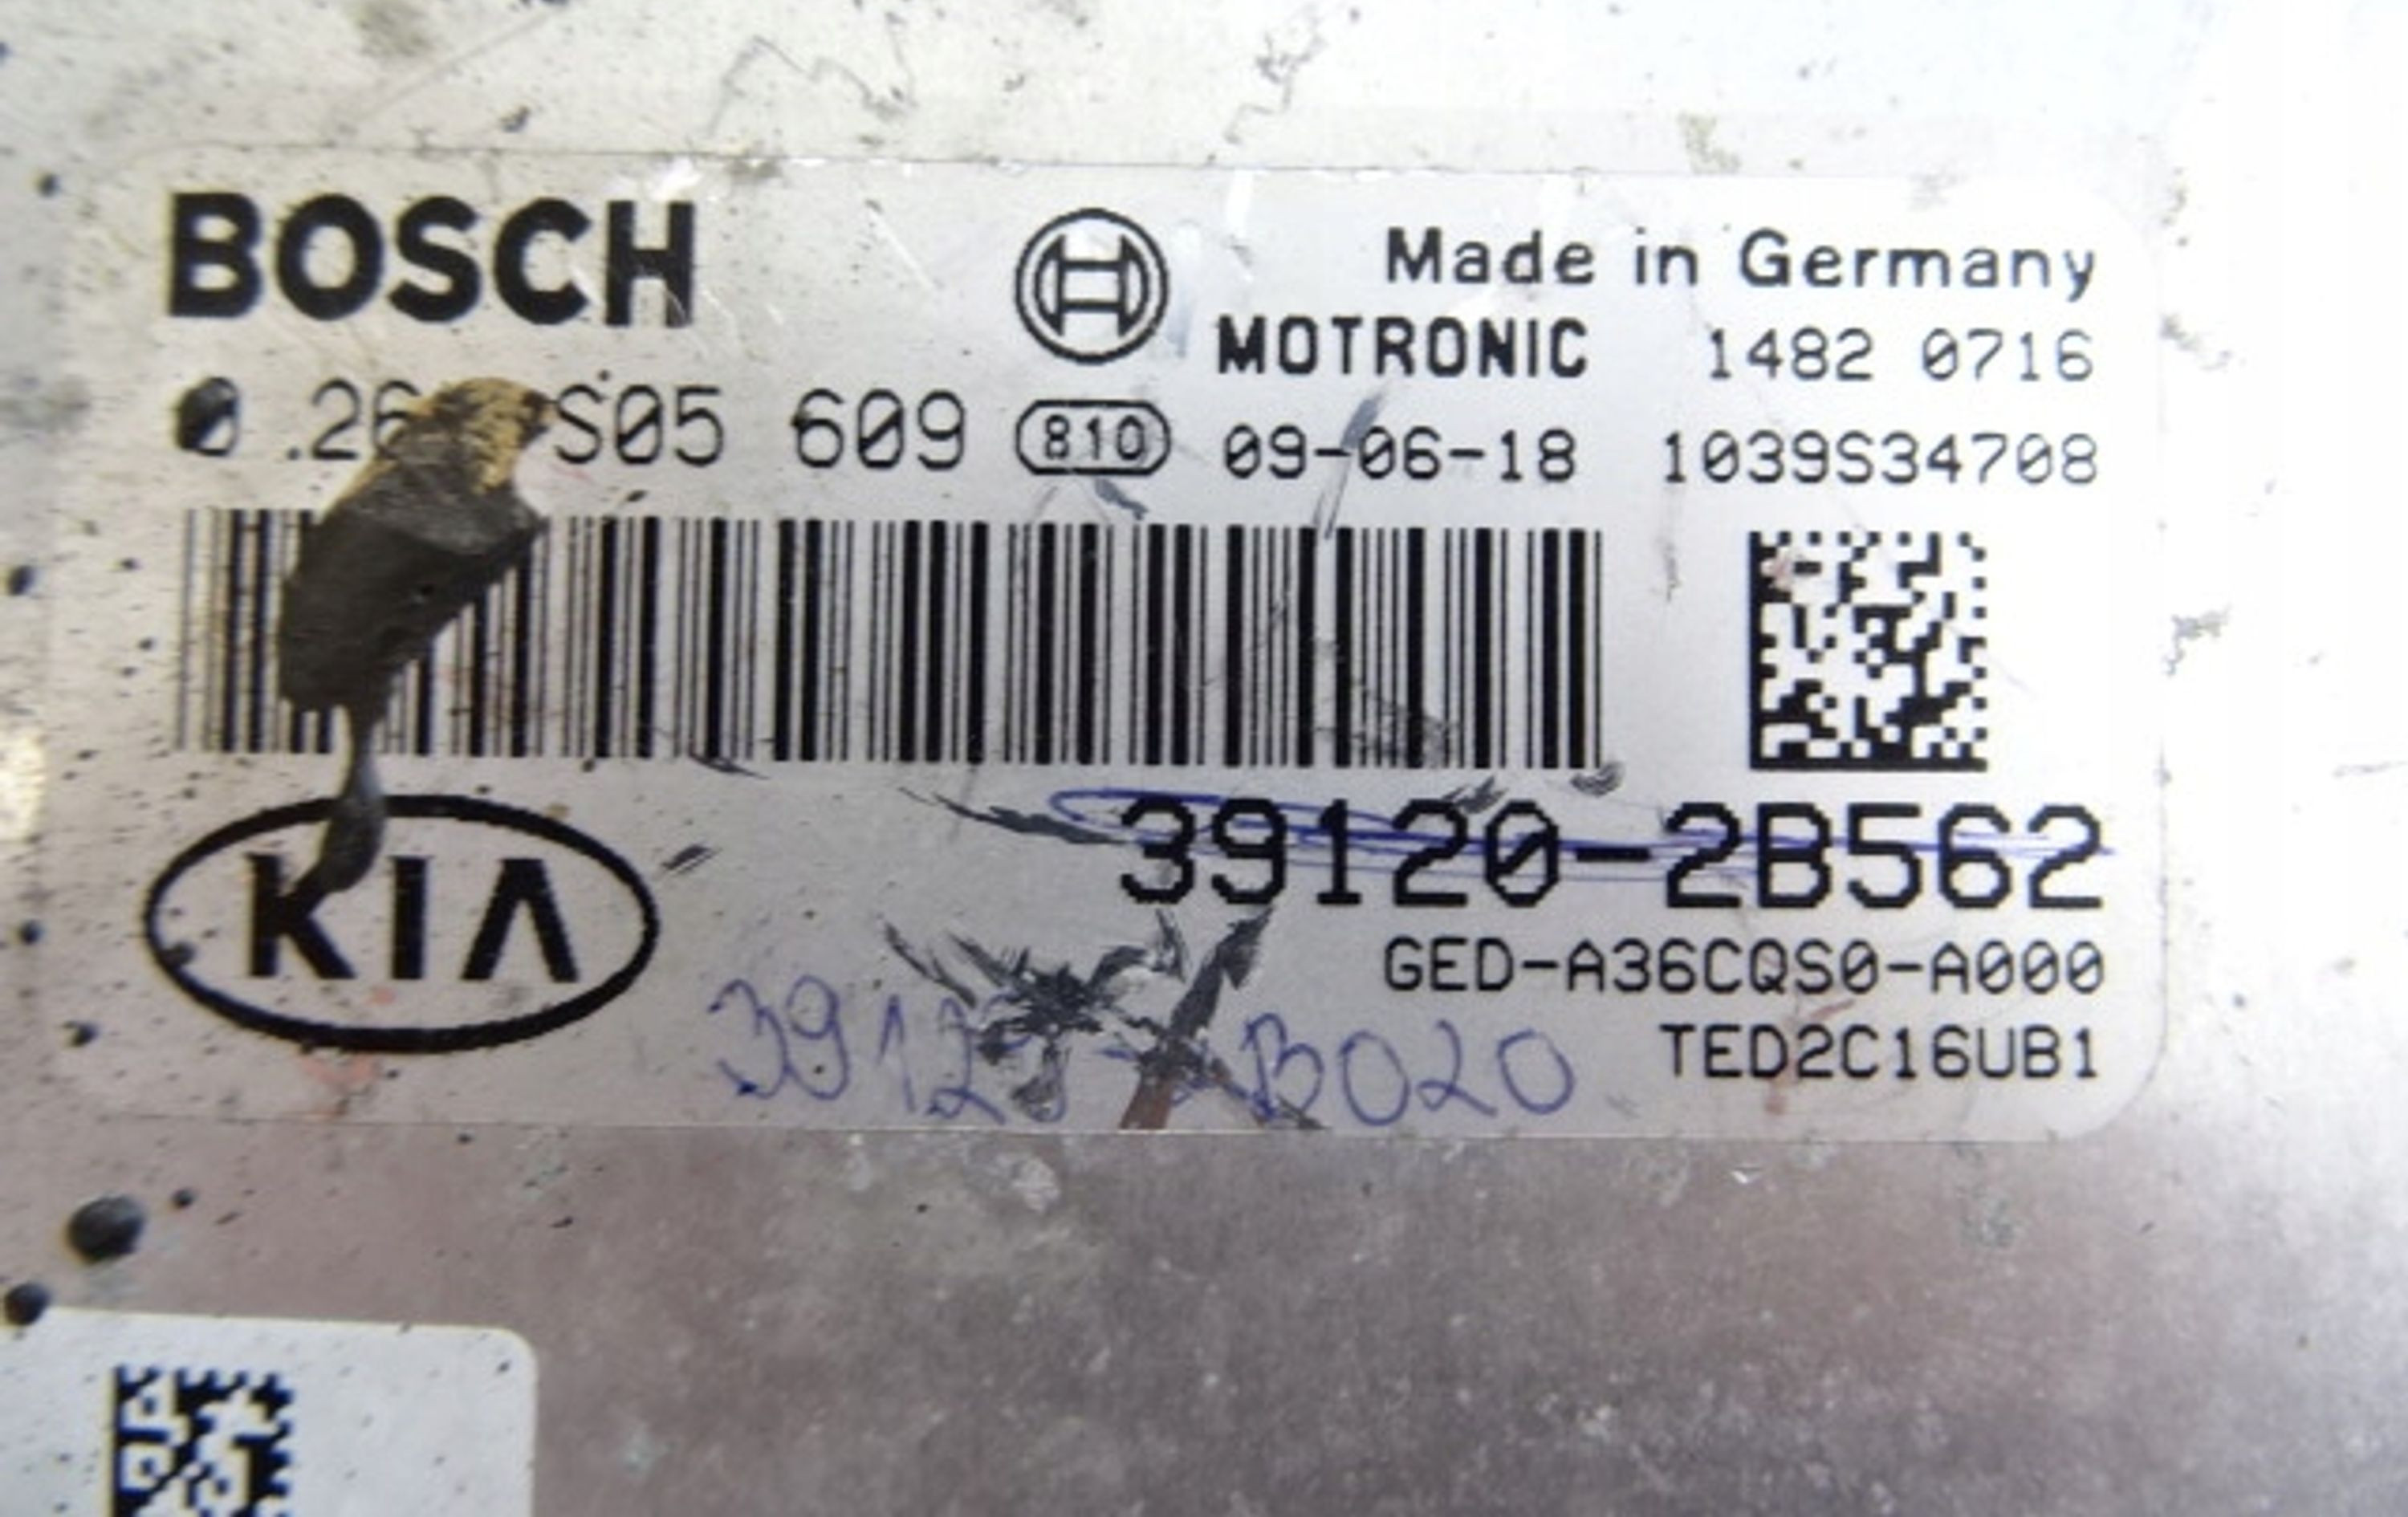 BOSCH
Made in Germany
MOTRONIC 1482 0716
S05 609 810 09-06-18 1039S34708
KIA
39120-2B562
GED-A36CQS0-A000
B020
TED2C16UB1